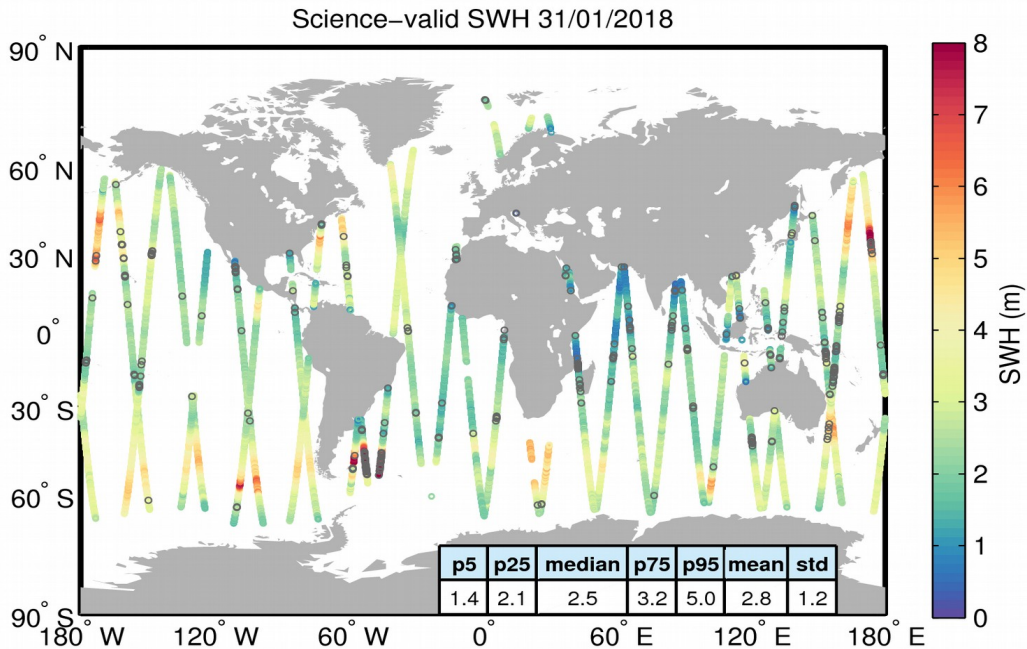 Science−valid SWH 31/01/2018
90° N
60° N
30° N
0°
30° S
60° S
90° S
180° W
120° W
60° W
0°
60° E
120° E
180° E
p5 p25 median p75 p95 mean std
1.4 2.1 2.5 3.2 5.0 2.8 1.2
8
7
6
5
4
3
2
1
0
SWH (m)